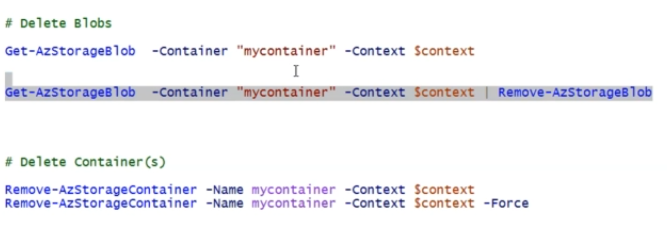 # Delete Blobs
Get-AzStorageBlob  -Container "mycontainer" -Context $context
Get-AzStorageBlob  -Container "mycontainer" -Context $context | Remove-AzStorageBlob
# Delete Container(s)
Remove-AzStorageContainer -Name mycontainer -Context $context
Remove-AzStorageContainer -Name mycontainer -Context $context -Force